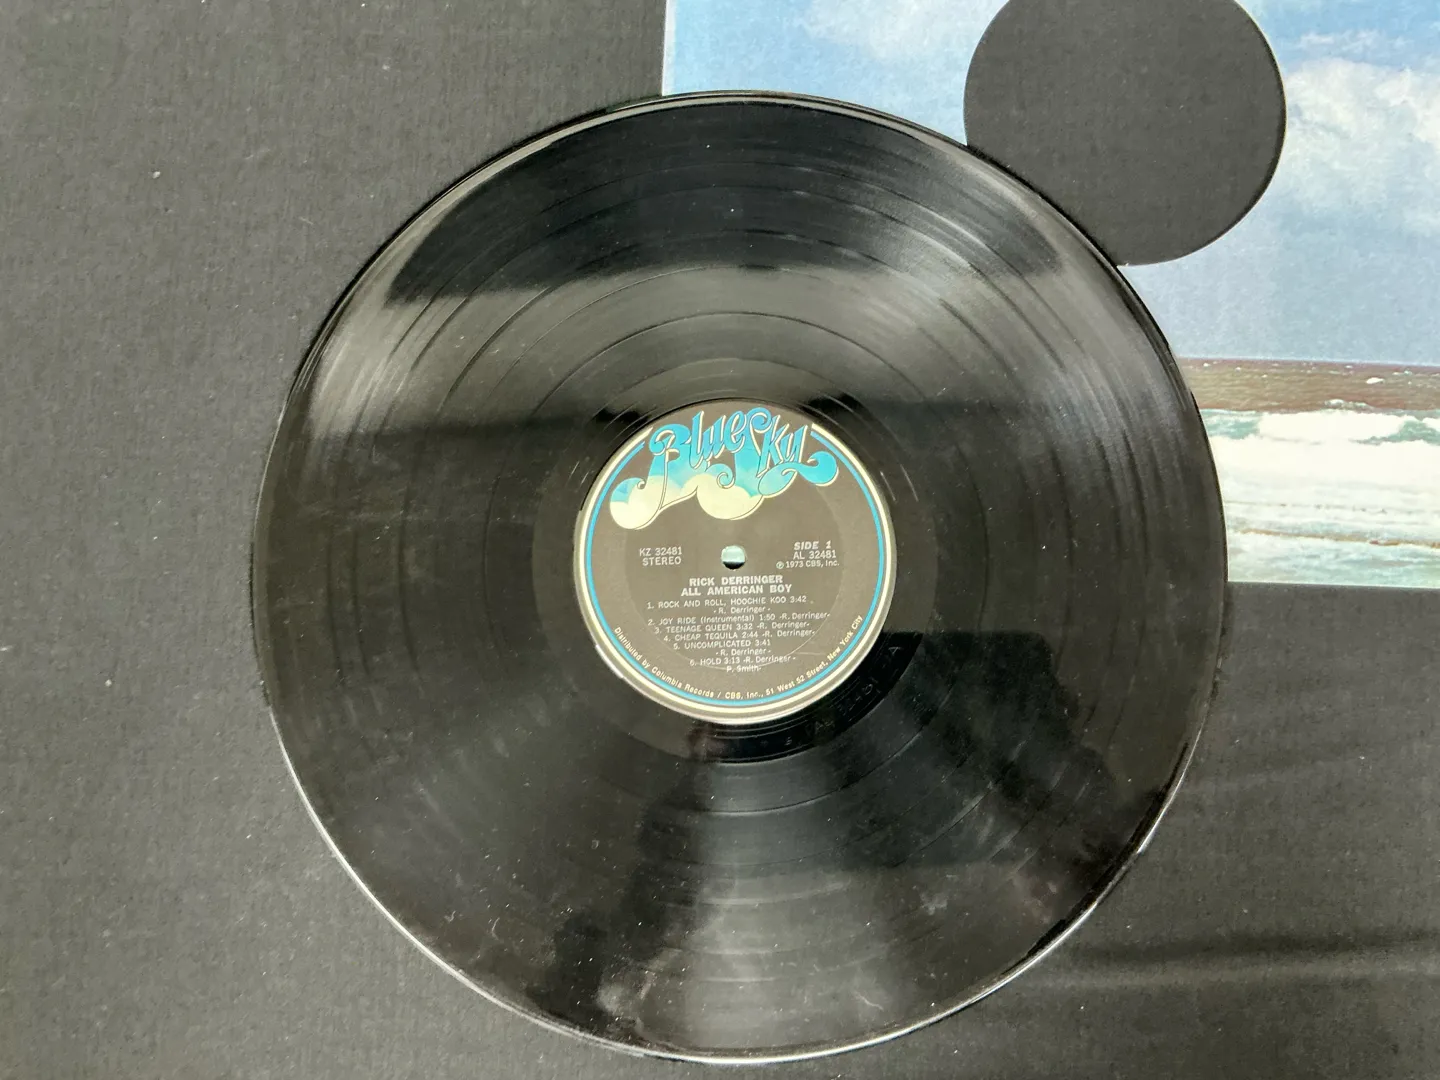 Blue Sky
KZ 32481
STEREO
SIDE 1
AL 32481
℗ 1973 CBS, Inc.
RICK DERRINGER
ALL AMERICAN BOY
1. ROCK AND ROLL, HOOCHIE KOO 3:42
- R. Derringer -
2. JOY RIDE (Instrumental) 1:50 -R. Derringer-
3. TEENAGE QUEEN 3:32 -R. Derringer-
4. CHEAP TEQUILA 2:44 -R. Derringer-
5. UNCOMPLICATED 3:41
- R. Derringer -
6. HOLD 3:13 -R. Derringer -
P. Smith-
Distributed by Columbia Records / CBS, Inc., 51 West 52 Street, New York City